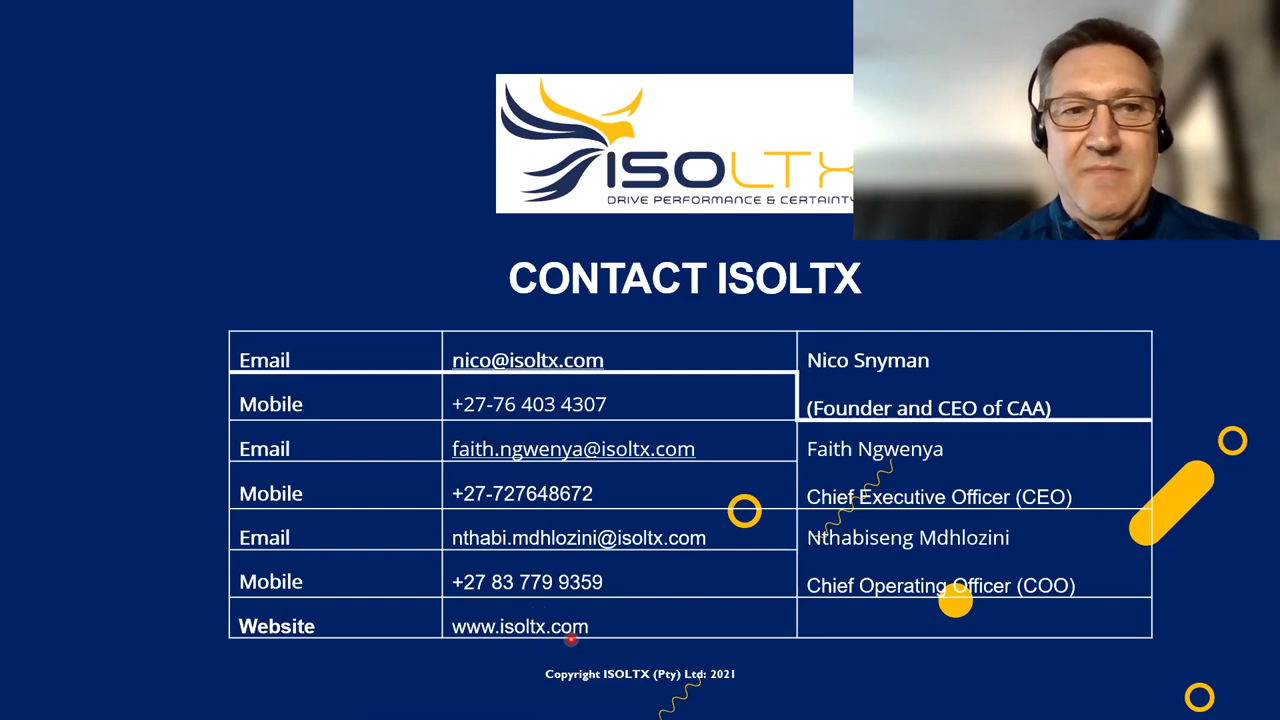 ISOLTX
DRIVE PERFORMANCE & CERTAINTY
CONTACT ISOLTX
Email nico@isoltx.com Nico Snyman
Mobile +27-76 403 4307 (Founder and CEO of CAA)
Email faith.ngwenya@isoltx.com Faith Ngwenya
Mobile +27-727648672 Chief Executive Officer (CEO)
Email nthabi.mdhlozini@isoltx.com Nthabiseng Mdhlozini
Mobile +27 83 779 9359 Chief Operating Officer (COO)
Website www.isoltx.com
Copyright ISOLTX (Pty) Ltd: 2021